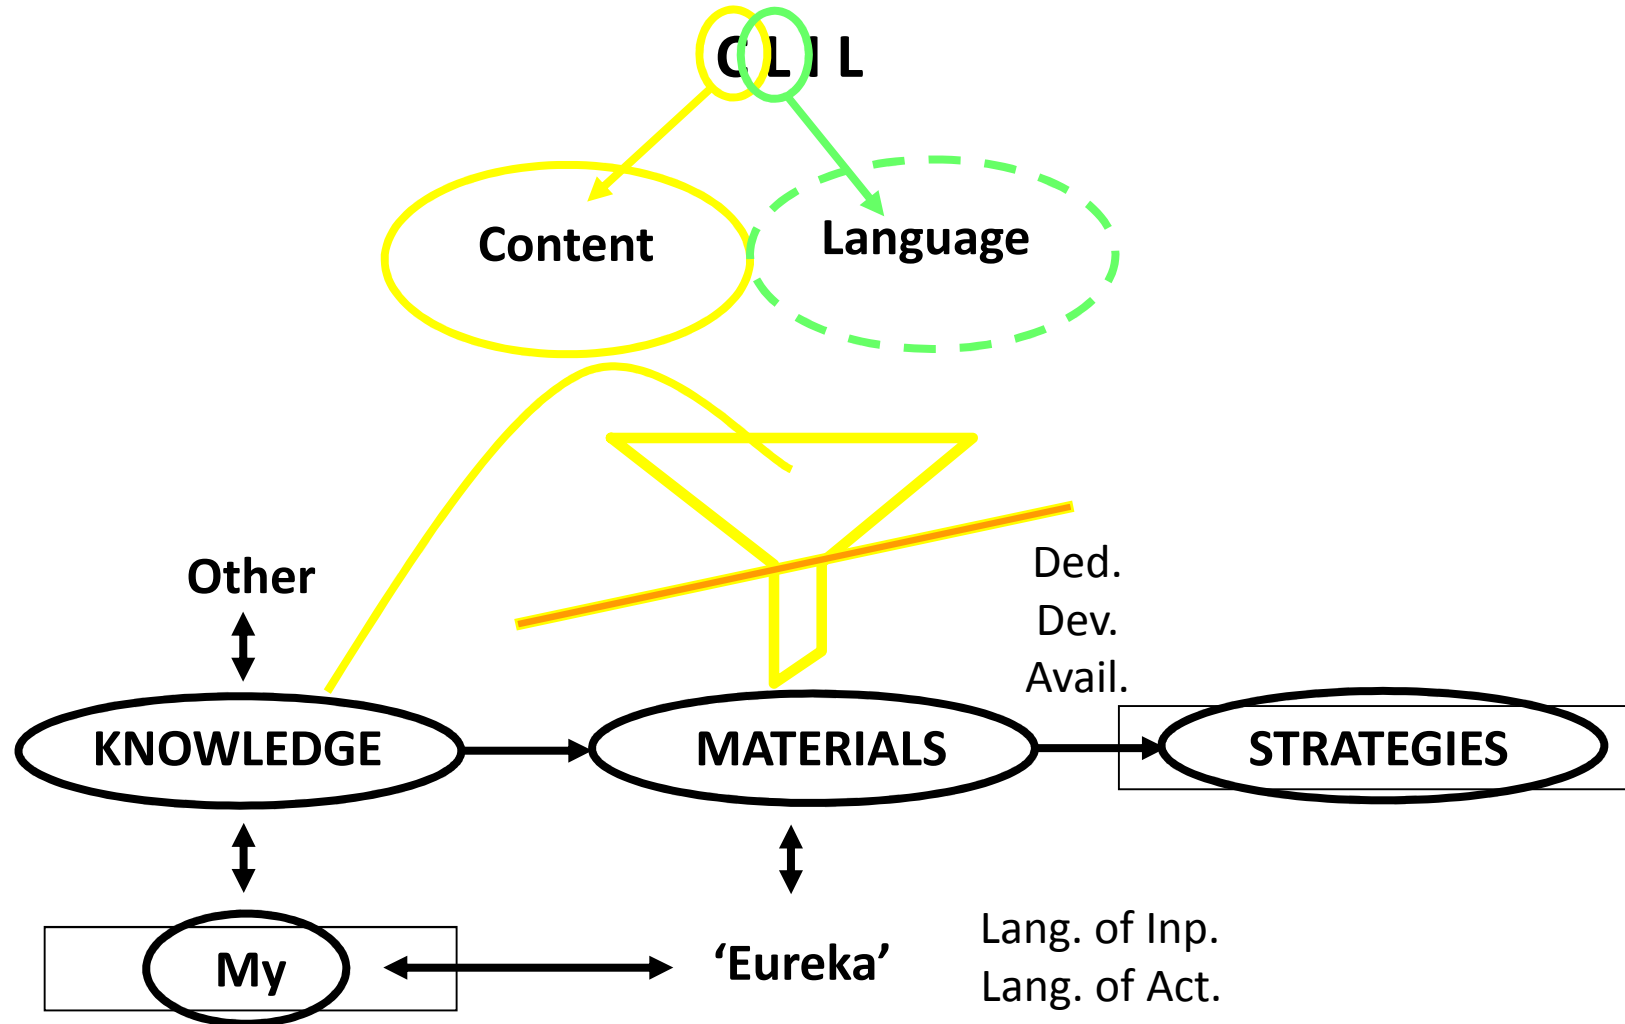 C L I L
Content
Language
Other
Ded.
Dev.
Avail.
KNOWLEDGE
MATERIALS
STRATEGIES
My
‘Eureka’
Lang. of Inp.
Lang. of Act.